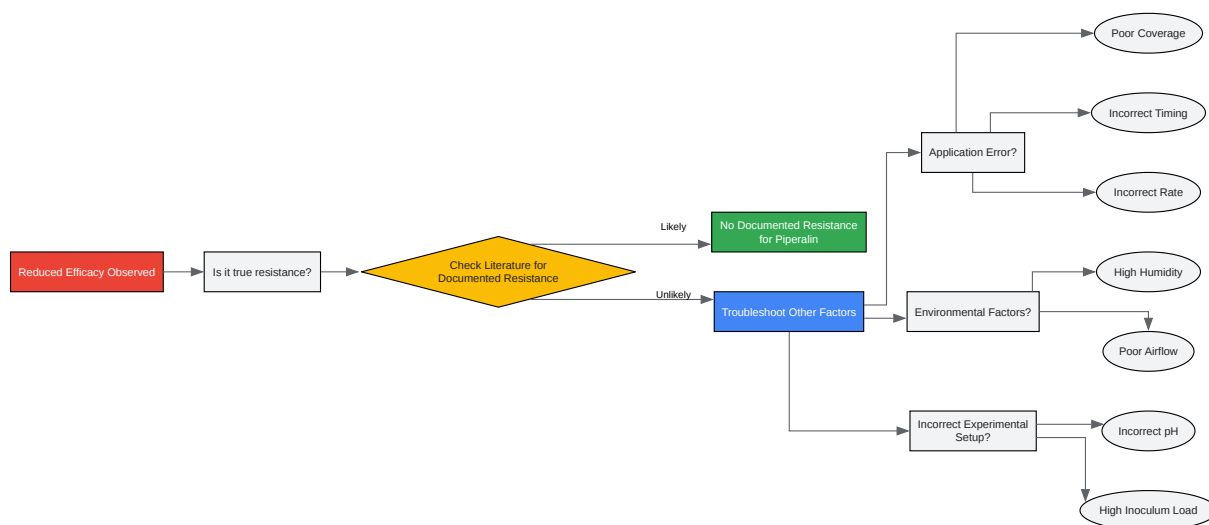 Poor Coverage
Incorrect Timing
Application Error?
Incorrect Rate
Likely
No Documented Resistance
for Piperalin
Reduced Efficacy Observed
Is it true resistance?
Check Literature for
Documented Resistance
High Humidity
Unlikely
Troubleshoot Other Factors
Environmental Factors?
Poor Airflow
Incorrect Experimental
Setup?
Incorrect pH
High Inoculum Load